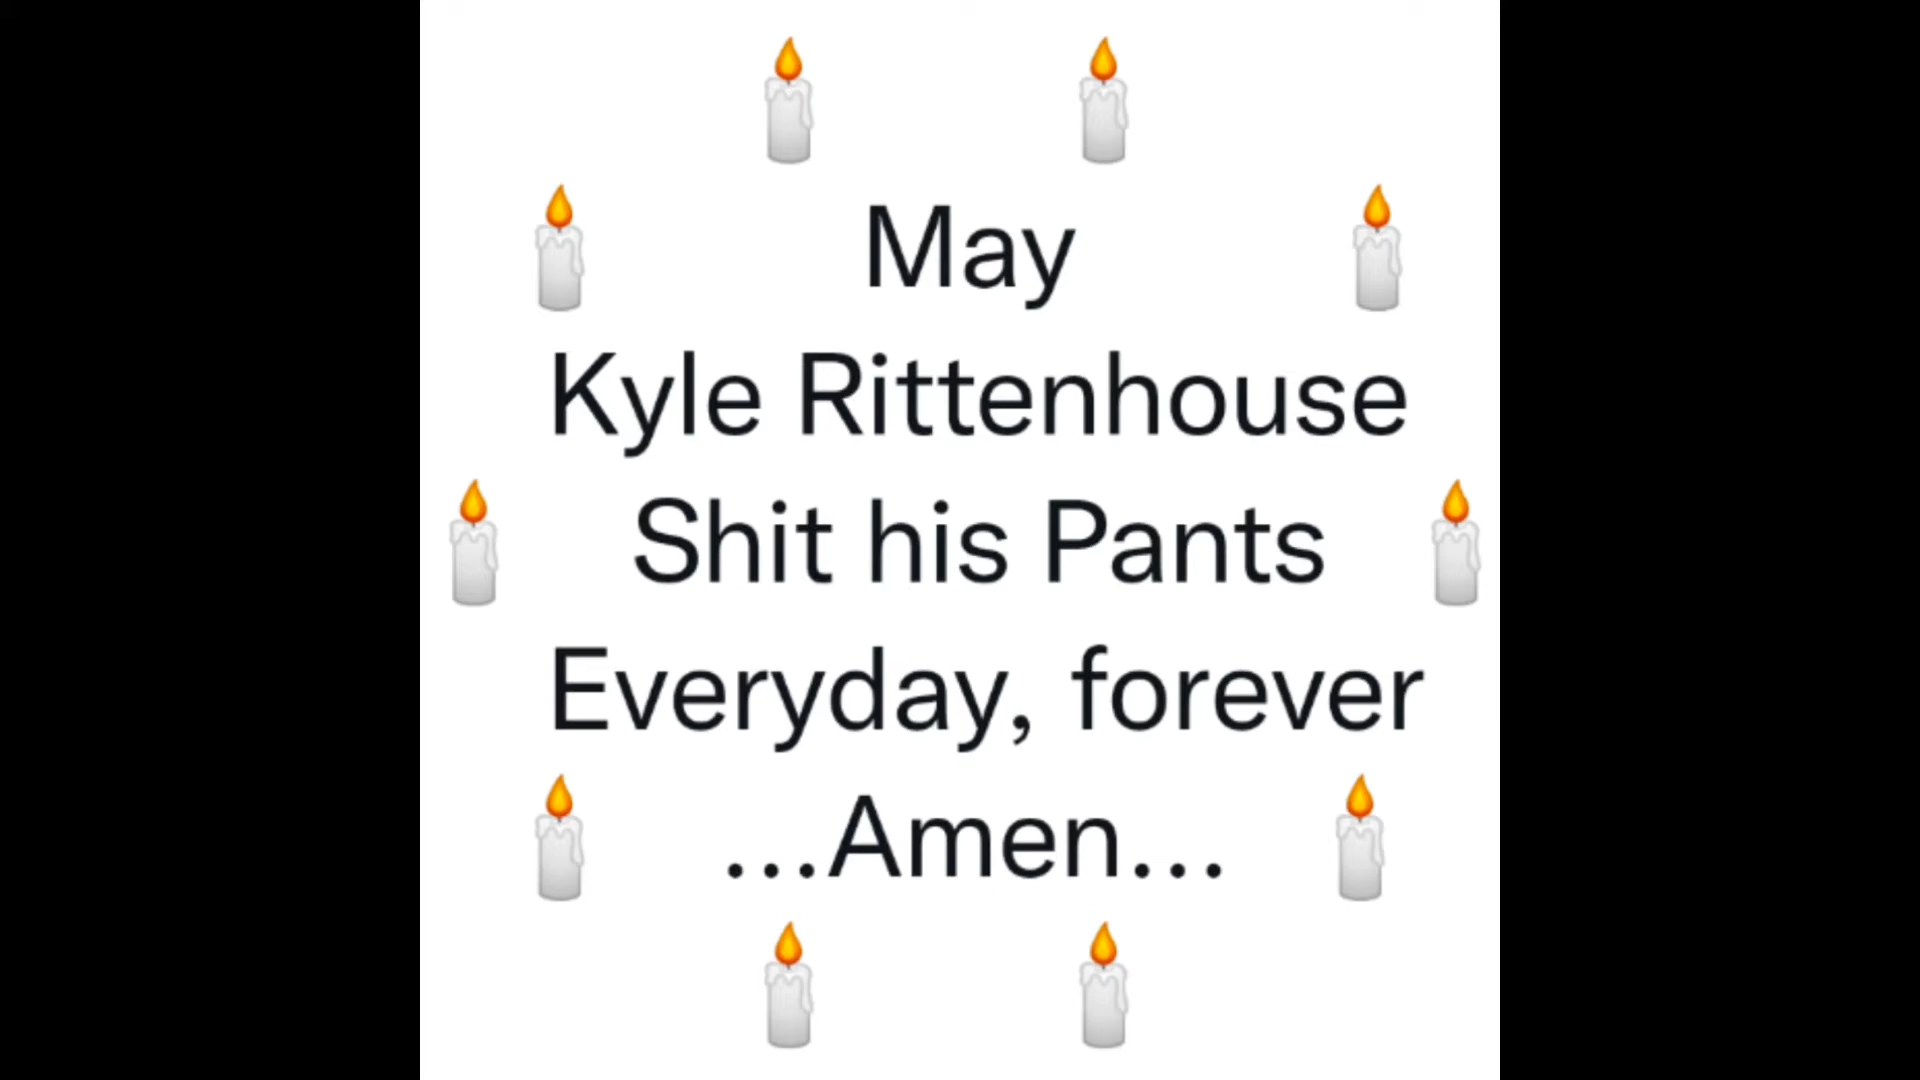 May
Kyle Rittenhouse
Shit his Pants
Everyday, forever
...Amen...